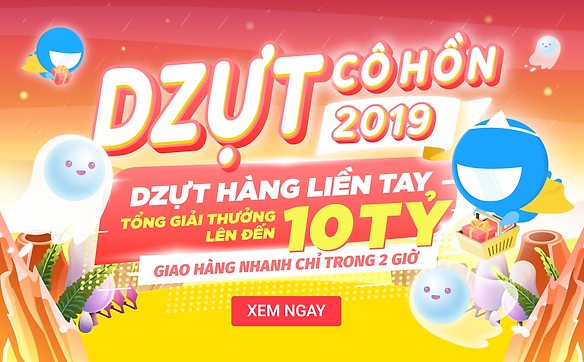 DZỰT CÔ HỒN
2019
DZỰT HÀNG LIỀN TAY
TỔNG GIẢI THƯỞNG
LÊN ĐẾN 10 TỶ
GIAO HÀNG NHANH CHỈ TRONG 2 GIỜ
XEM NGAY